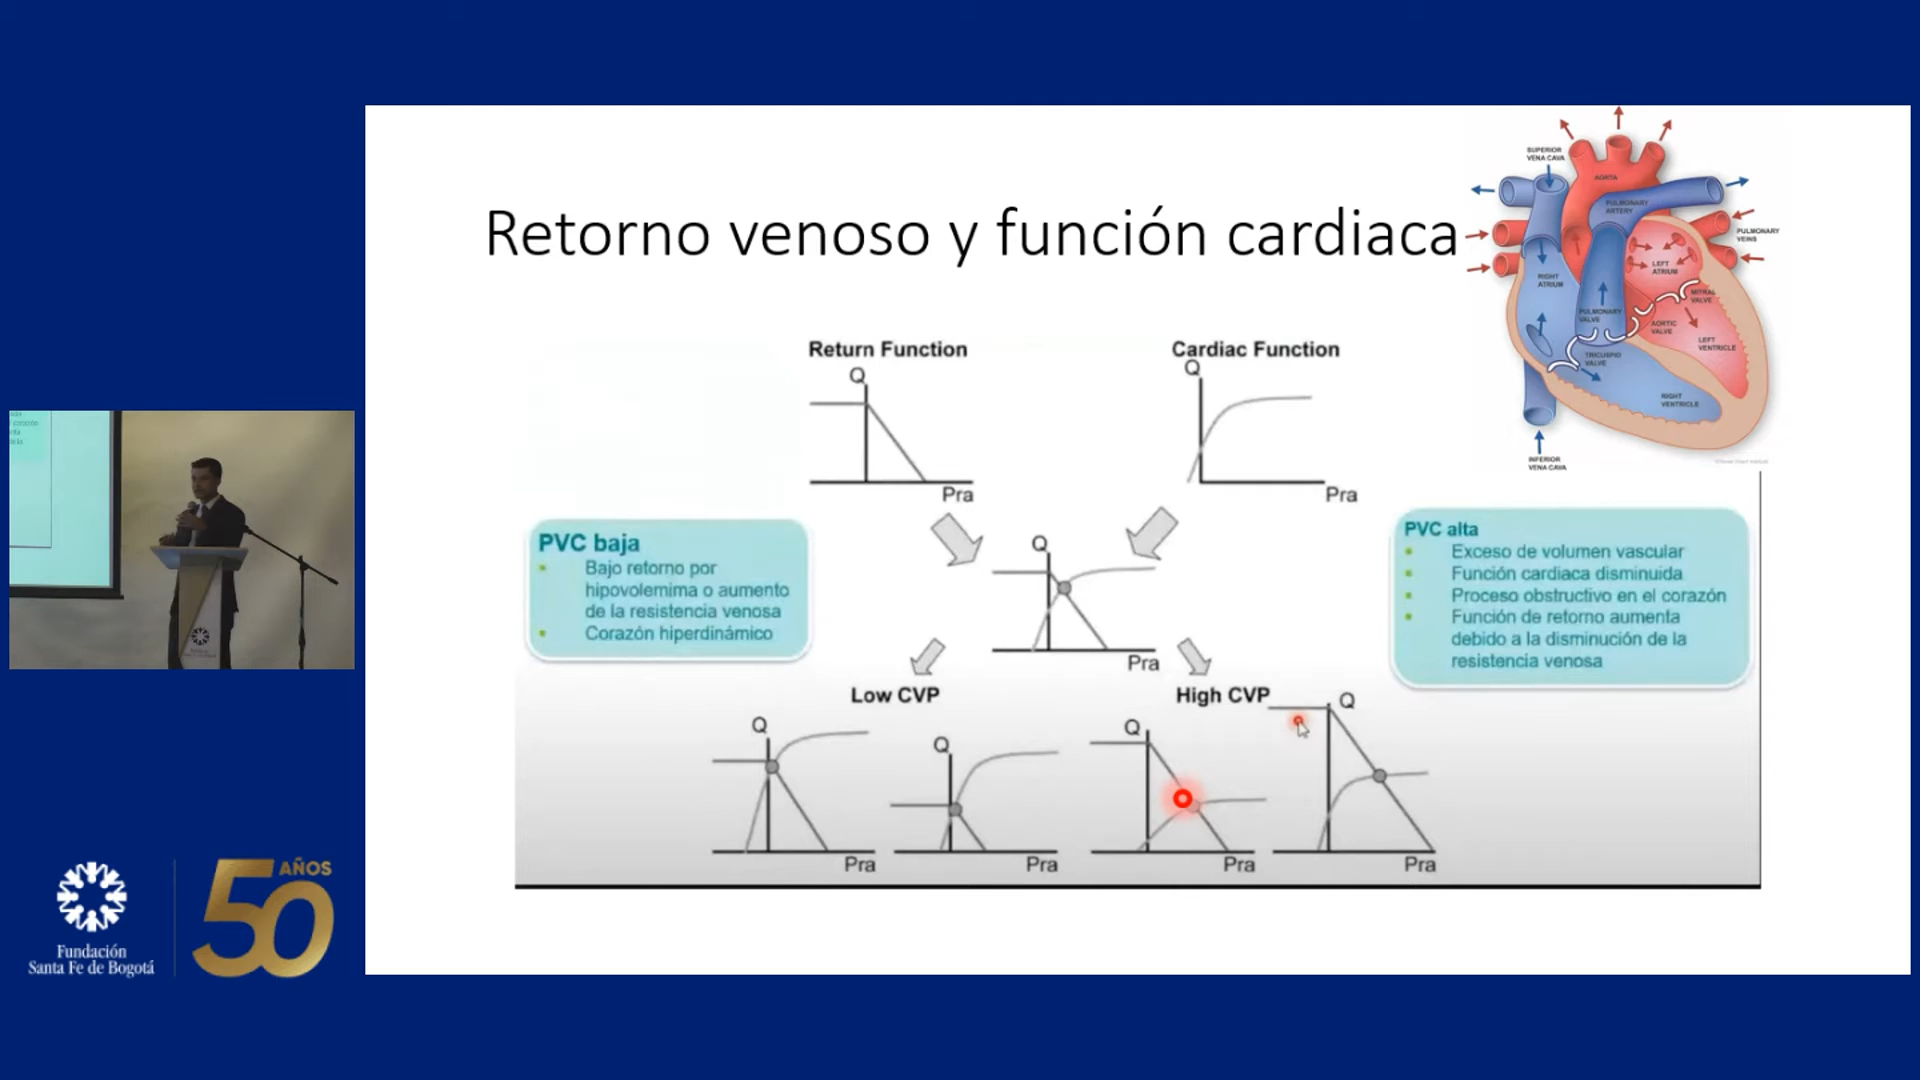 Retorno venoso y función cardiaca
SUPERIOR
VENA CAVA
AORTA
PULMONARY
ARTERY
PULMONARY
VEINS
LEFT
ATRIUM
RIGHT
ATRIUM
MITRAL
VALVE
PULMONARY
VALVE
AORTIC
VALVE
LEFT
VENTRICLE
TRICUSPID
VALVE
RIGHT
VENTRICLE
INFERIOR
VENA CAVA
Return Function
Q
Pra
Cardiac Function
Q
Pra
PVC baja
Bajo retorno por
hipovolemima o aumento
de la resistencia venosa
Corazón hiperdinámico
Q
Pra
PVC alta
Exceso de volumen vascular
Función cardiaca disminuida
Proceso obstructivo en el corazón
Función de retorno aumenta
debido a la disminución de la
resistencia venosa
Low CVP
High CVP
Q
Pra
Q
Pra
Q
Pra
Q
Pra
Fundación
Santa Fe de Bogotá
50
AÑOS